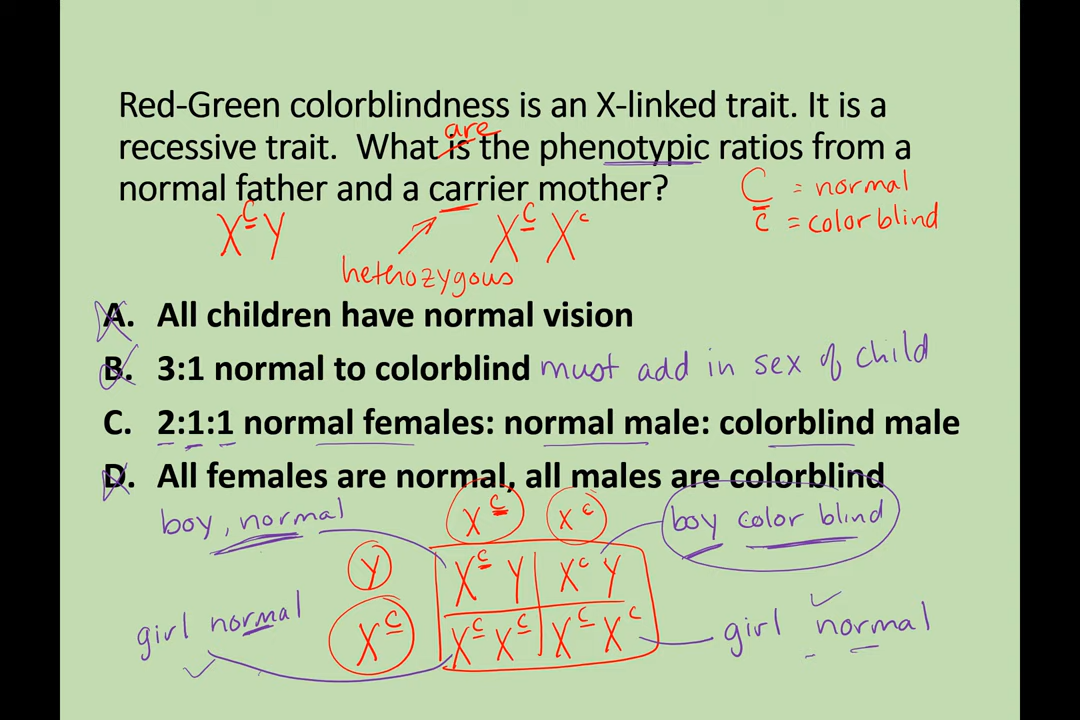 Red-Green colorblindness is an X-linked trait. It is a
are
recessive trait. What is the phenotypic ratios from a
normal father and a carrier mother?
C = normal
c = color blind
X^C Y
X^C X^c
heterozygous
A. All children have normal vision
B. 3:1 normal to colorblind must add in sex of child
C. 2:1:1 normal females: normal male: colorblind male
D. All females are normal, all males are colorblind
boy, normal
X^C X^c
boy color blind
Y X^C Y X^c Y
girl normal
X^C X^C X^C X^C X^c
girl normal